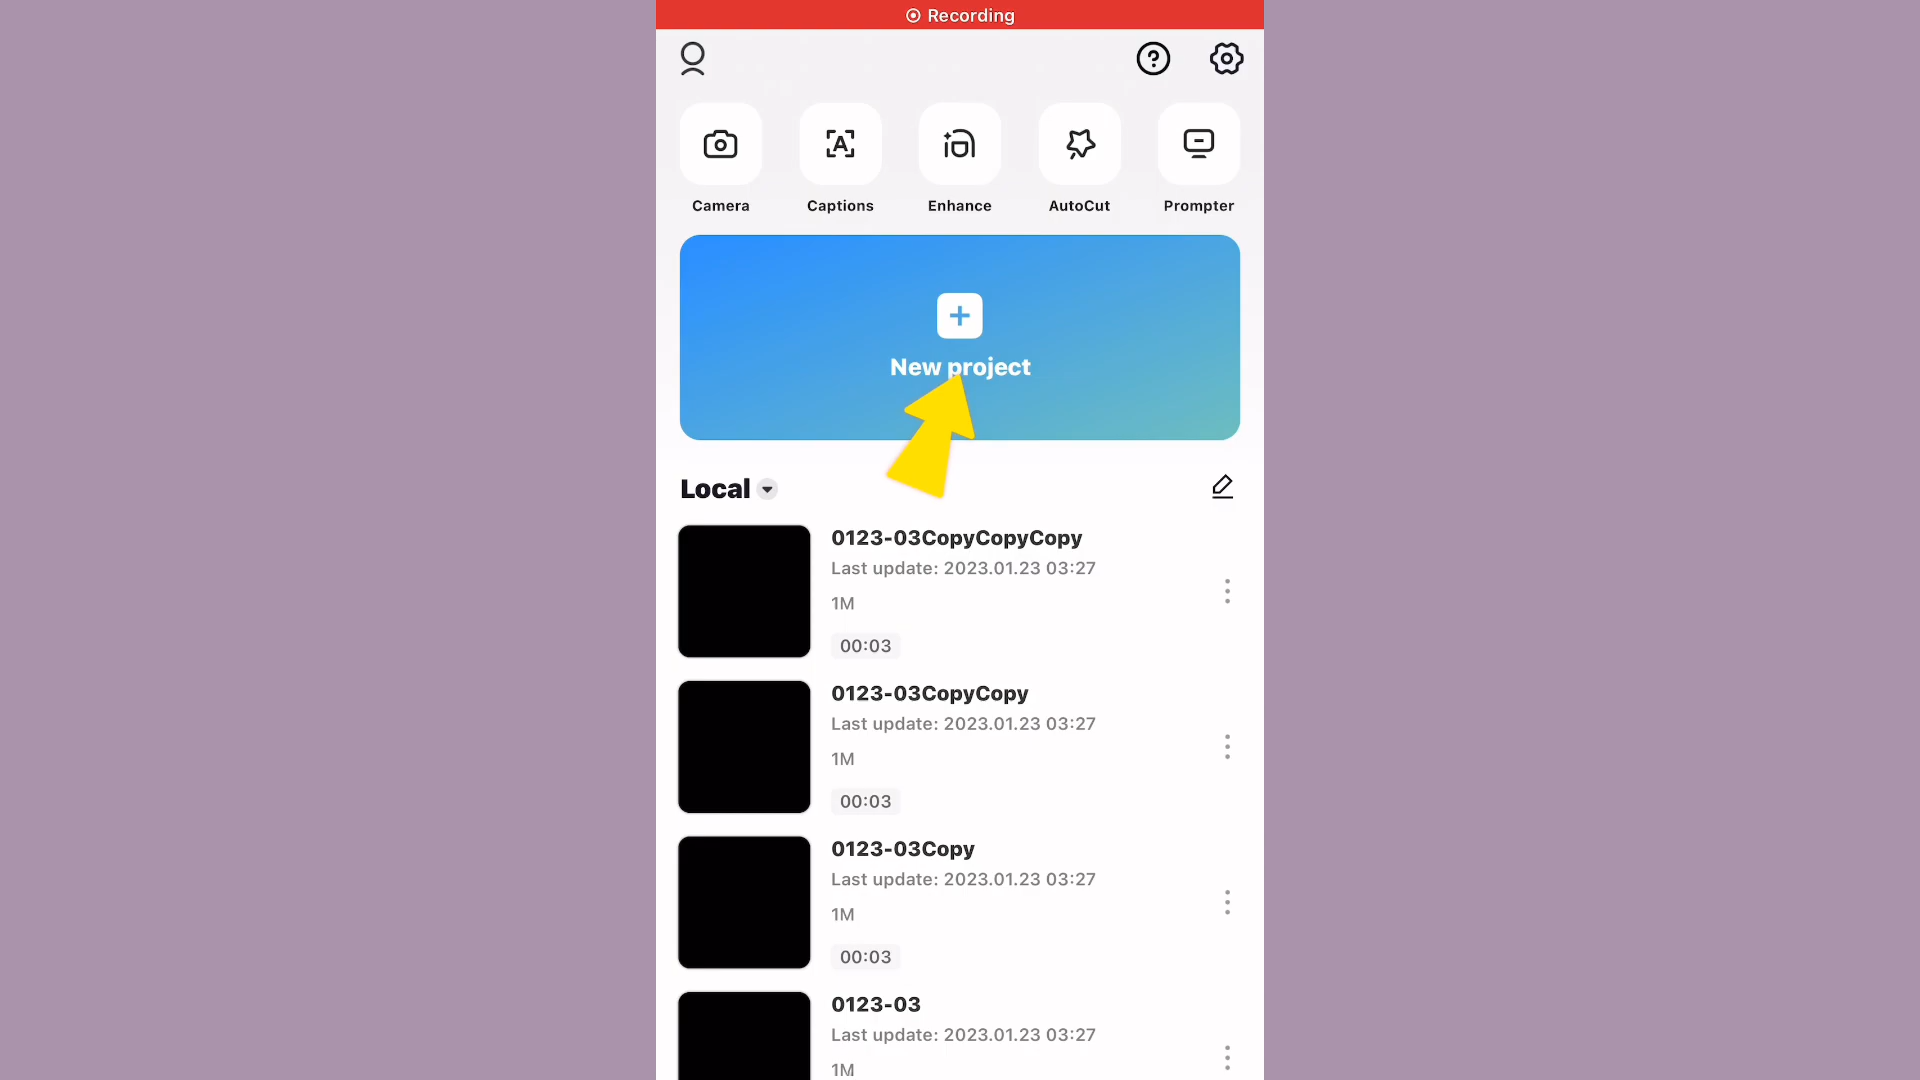 Recording
Camera Captions Enhance AutoCut Prompter
New project
Local
0123-03CopyCopyCopy
Last update: 2023.01.23 03:27
1M
00:03
0123-03CopyCopy
Last update: 2023.01.23 03:27
1M
00:03
0123-03Copy
Last update: 2023.01.23 03:27
1M
00:03
0123-03
Last update: 2023.01.23 03:27
1M